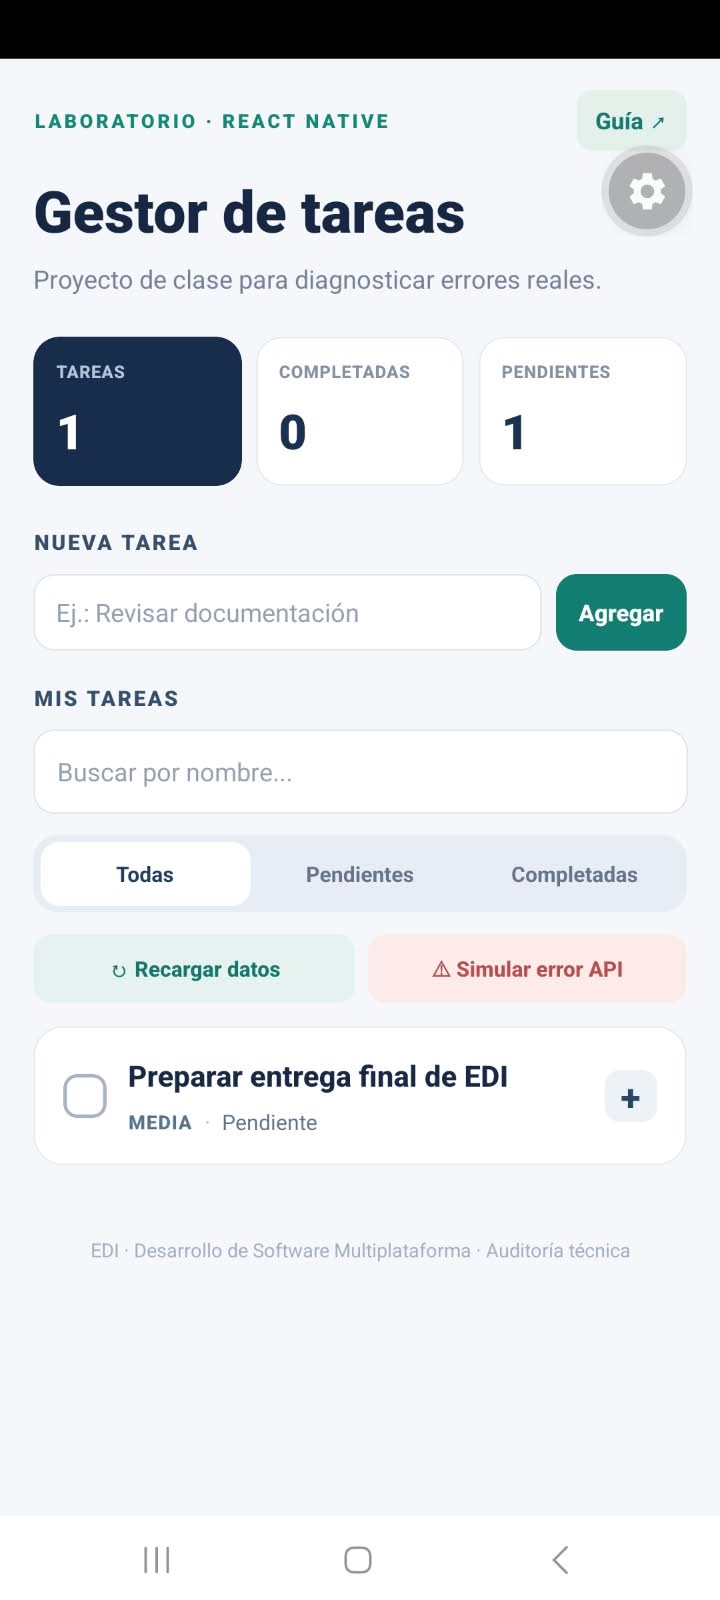 LABORATORIO · REACT NATIVE
Guía ↗
Gestor de tareas
Proyecto de clase para diagnosticar errores reales.
TAREAS
1
COMPLETADAS
0
PENDIENTES
1
NUEVA TAREA
Ej.: Revisar documentación
Agregar
MIS TAREAS
Buscar por nombre...
Todas
Pendientes
Completadas
↻ Recargar datos
⚠ Simular error API
Preparar entrega final de EDI
MEDIA · Pendiente
+
EDI · Desarrollo de Software Multiplataforma · Auditoría técnica